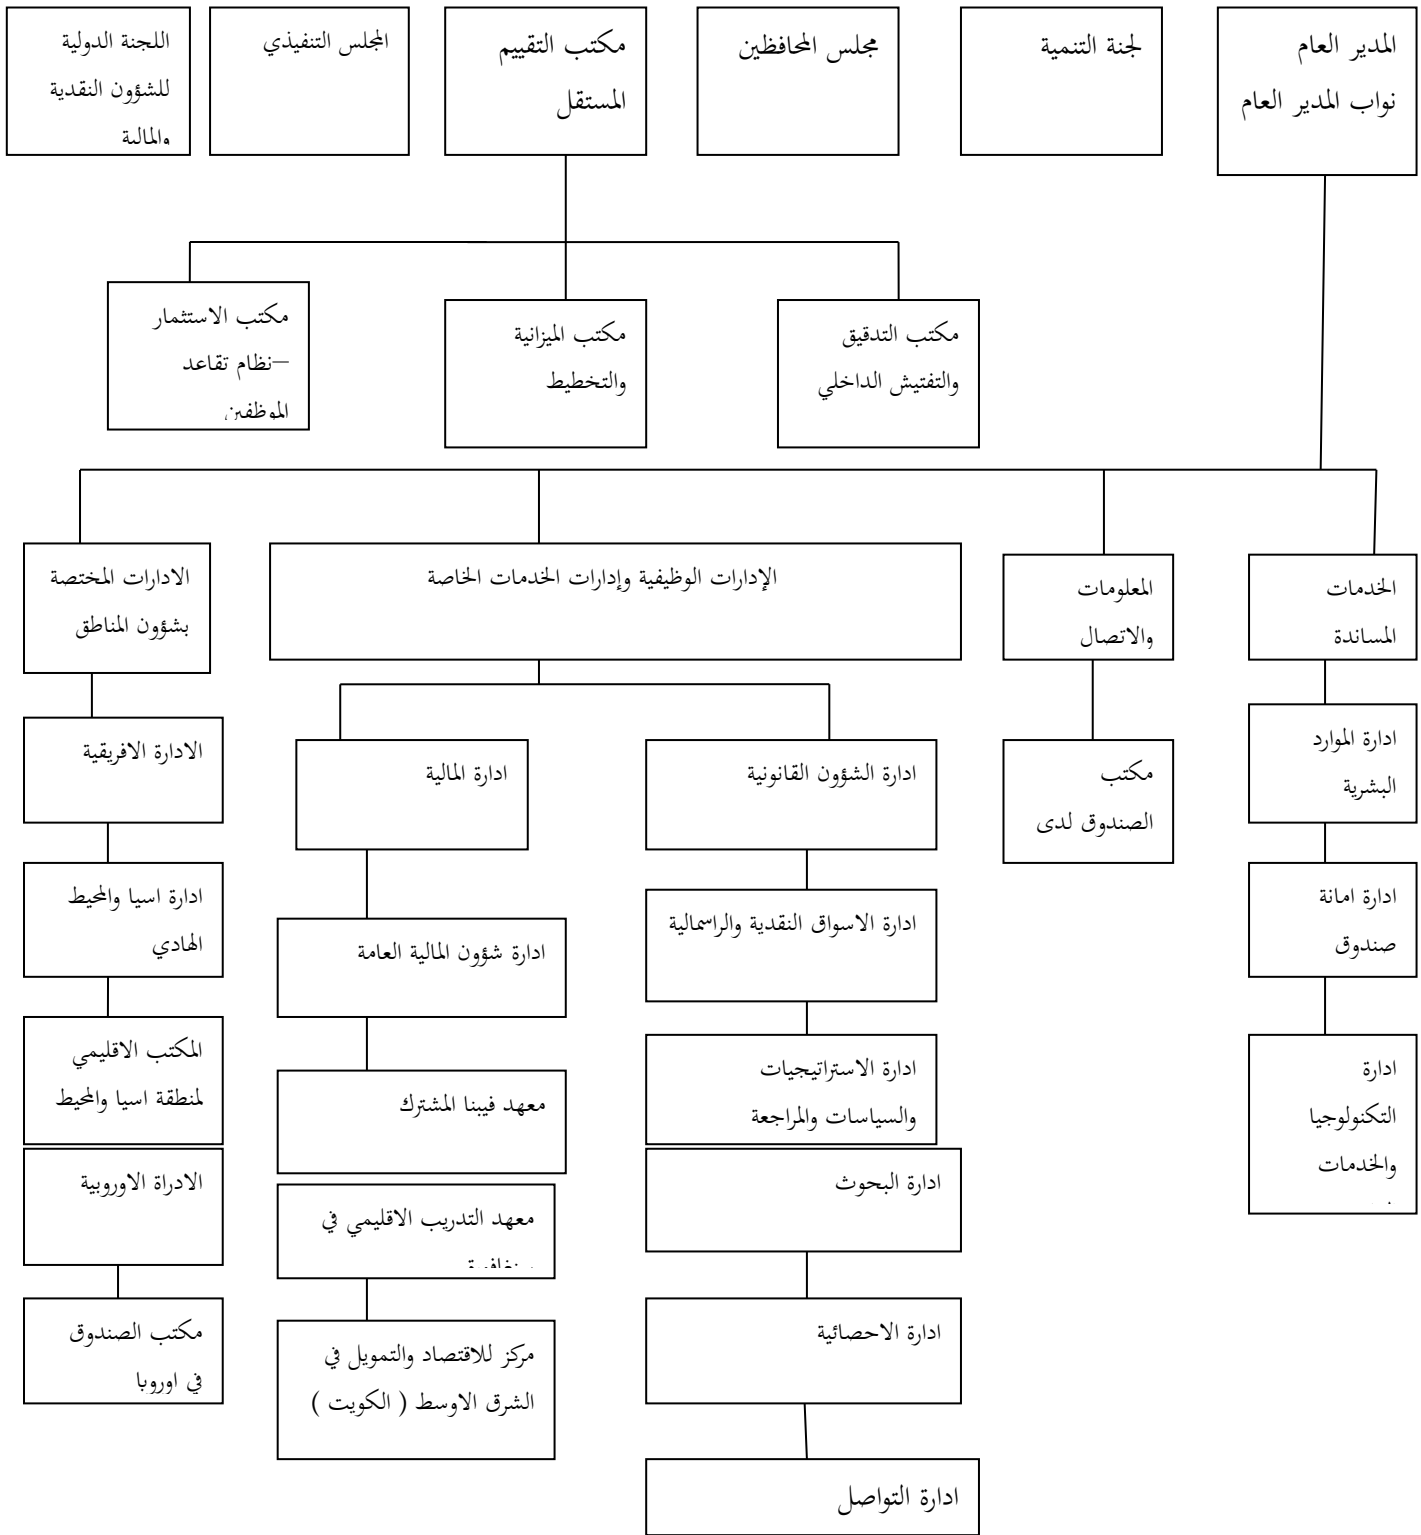 المدير العام
نواب المدير العام
لجنة التنمية
مجلس المحافظين
مكتب التقييم
المستقل
المجلس التنفيذي
اللجنة الدولية
للشؤون النقدية
والمالية
مكتب التدقيق
والتفتيش الداخلي
مكتب الميزانية
والتخطيط
مكتب الاستثمار
–نظام تقاعد
الموظفين
الخدمات
المساندة
المعلومات
والاتصال
الإدارات الوظيفية وإدارات الخدمات الخاصة
الادارات المختصة
بشؤون المناطق
ادارة الموارد
البشرية
ادارة امانة
صندوق
ادارة
التكنولوجيا
والخدمات
مكتب
الصندوق لدى
ادارة الشؤون القانونية
ادارة الاسواق النقدية والراسمالية
ادارة الاستراتيجيات
والسياسات والمراجعة
ادارة البحوث
ادارة الاحصائية
ادارة التواصل
ادارة المالية
ادارة شؤون المالية العامة
معهد فيبنا المشترك
معهد التدريب الاقليمي في
مركز للاقتصاد والتمويل في
الشرق الاوسط ( الكويت )
الادارة الافريقية
ادارة اسيا والمحيط
الهادي
المكتب الاقليمي
لمنطقة اسيا والمحيط
الادراة الاوروبية
مكتب الصندوق
في اوروبا